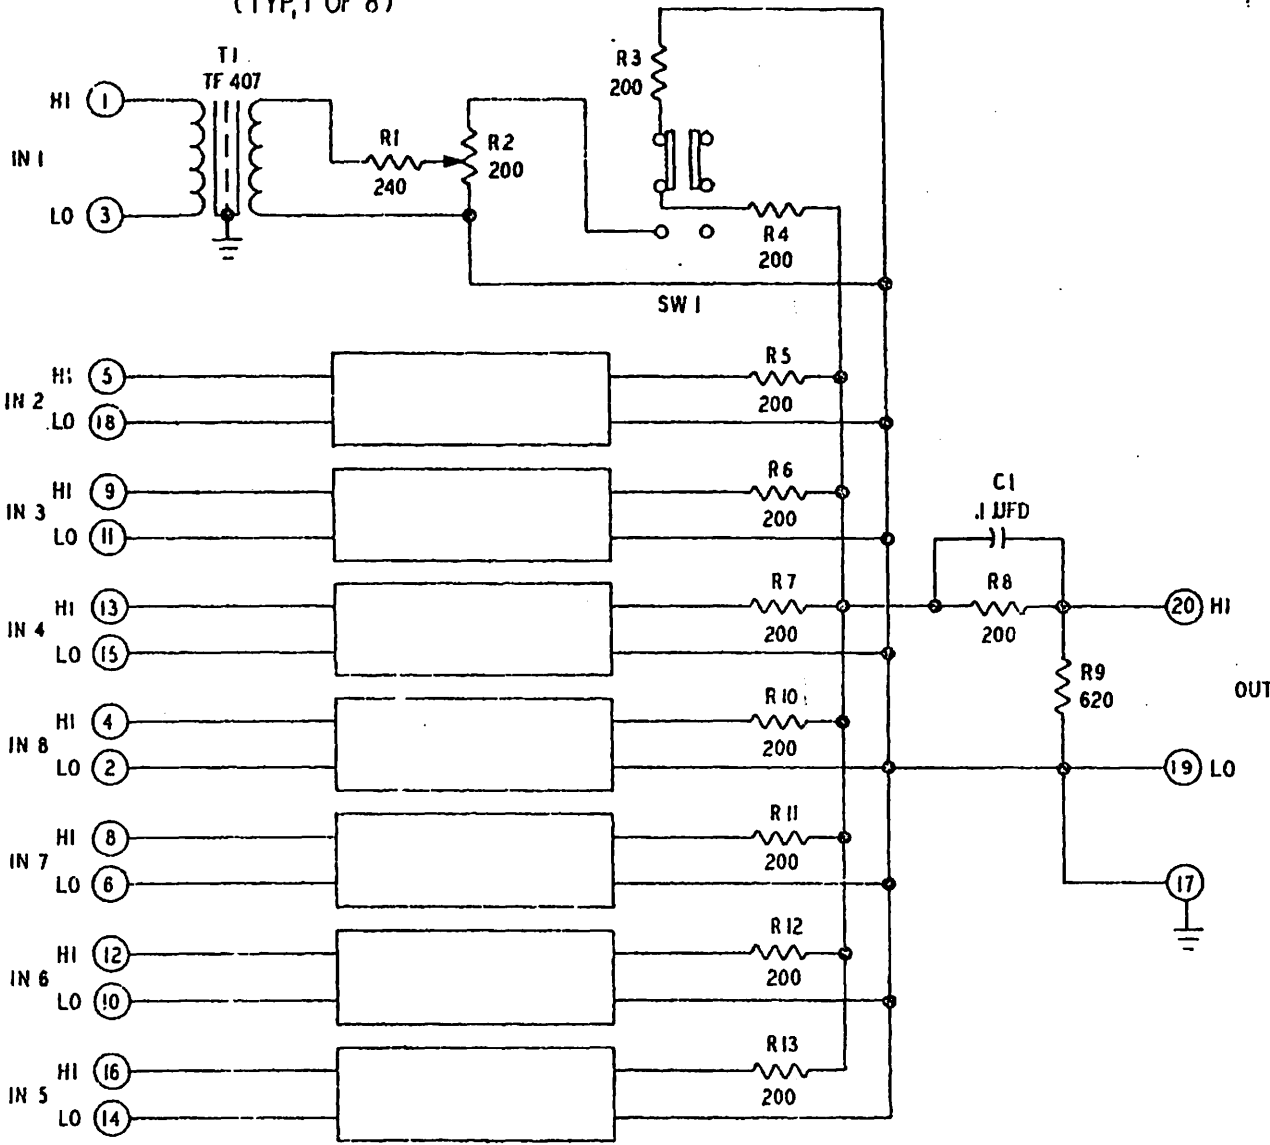 (TYP, 1 OF 8)
T1
TF 407
HI 1
IN 1
LO 3
R1
240
R2
200
R3
200
R4
200
SW 1
HI 5
IN 2
LO 18
R5
200
HI 9
IN 3
LO 11
R6
200
HI 13
IN 4
LO 15
R7
200
C1
.1 UFD
R8
200
20 HI
R9
620
OUT
19 LO
17
HI 4
IN 8
LO 2
R10
200
HI 8
IN 7
LO 6
R11
200
HI 12
IN 6
LO 10
R12
200
HI 16
IN 5
LO 14
R13
200